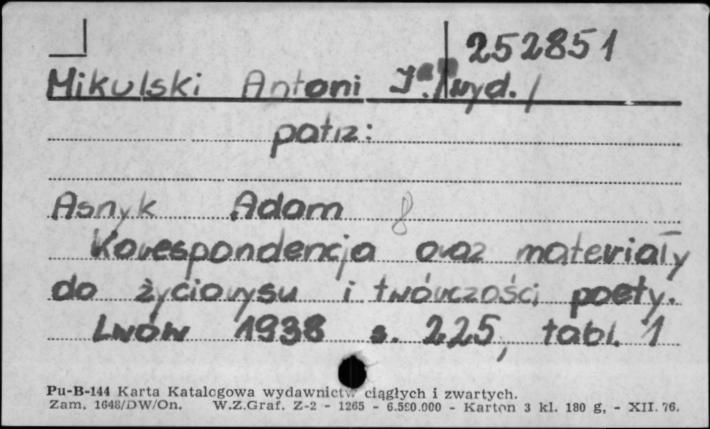 252851
Mikulski Antoni J. /wyd./
patrz:
Asnyk Adam 8
Korespondencja oraz materiały
do życiorysu i twórczości poety.
Lwów 1938 s. 225, tabl. 1
Pu-B-144 Karta Katalogowa wydawnictw ciągłych i zwartych.
Zam. 1648/DW/On. W.Z.Graf. Z-2 - 1265 - 6.590.000 - Karton 3 kl. 180 g, - XII. 76.